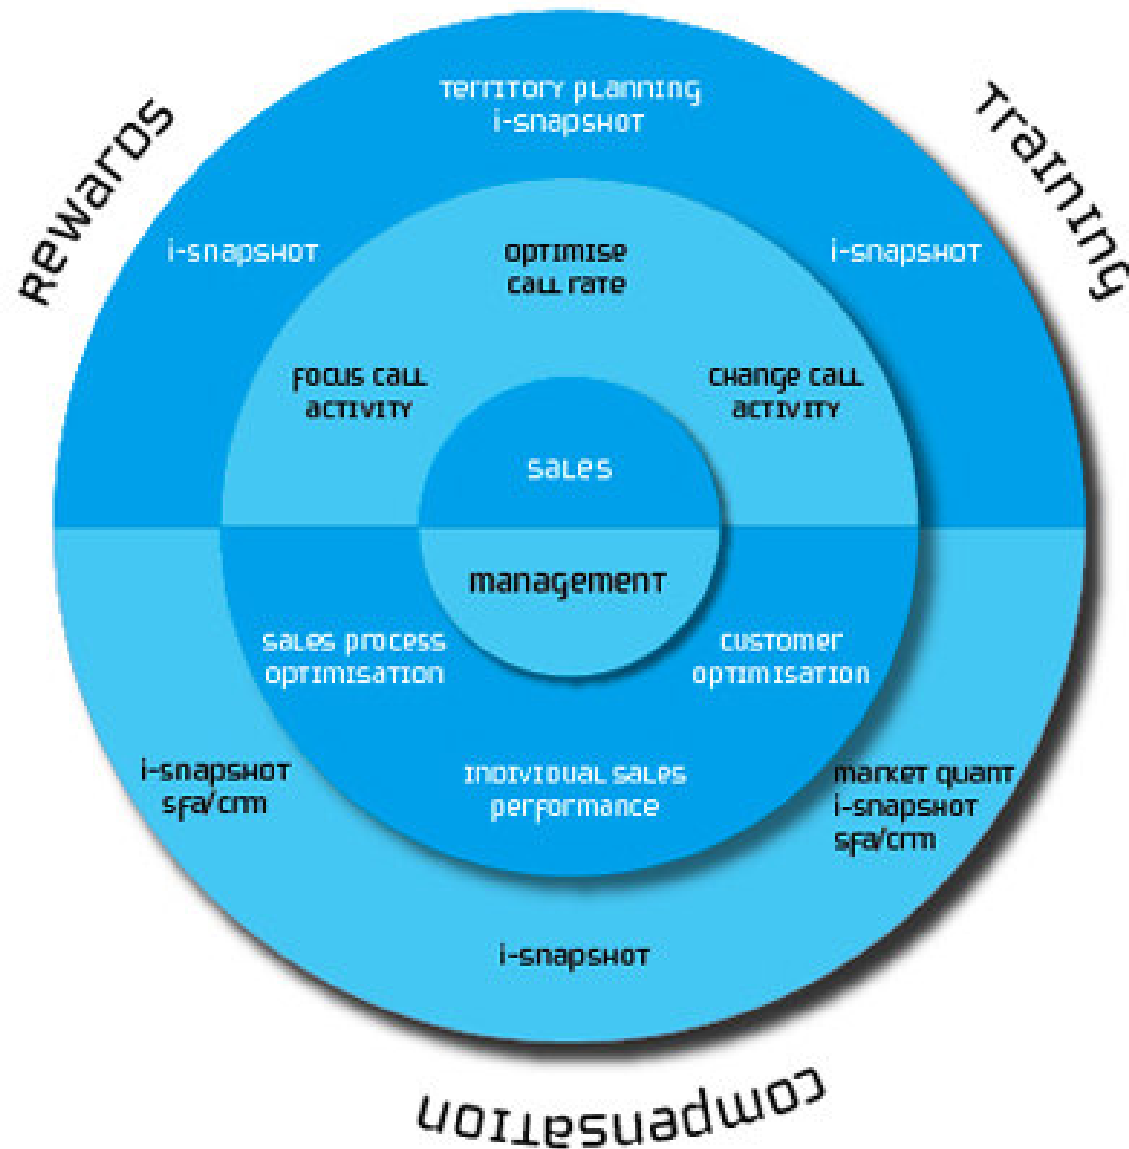 Rewards
Training
Territory planning
i-snapshot
i-snapshot
i-snapshot
optimise
call rate
focus call
activity
change call
activity
sales
management
sales process
optimisation
customer
optimisation
individual sales
performance
i-snapshot
sfa/crm
market quant
i-snapshot
sfa/crm
i-snapshot
compensation